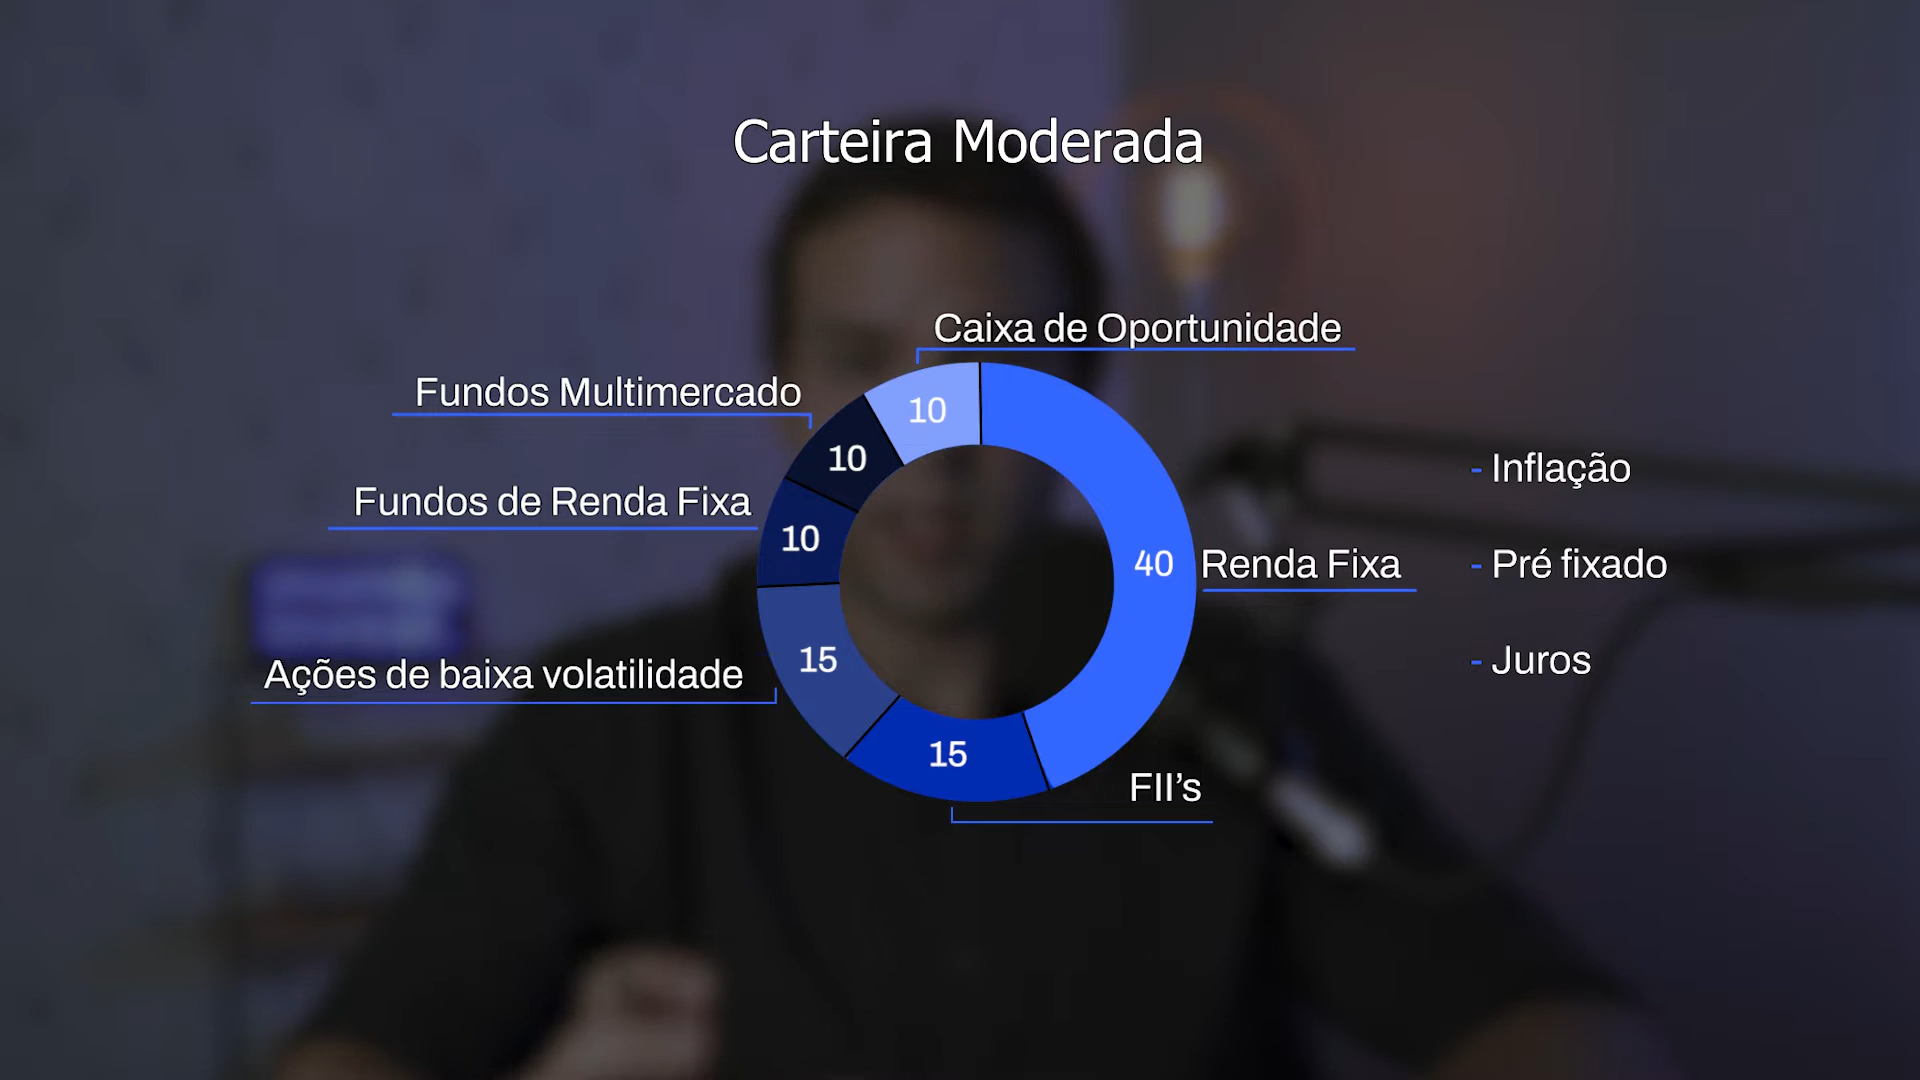 Carteira Moderada
Caixa de Oportunidade
Fundos Multimercado
10
10
Fundos de Renda Fixa
10
40
Renda Fixa
- Inflação
- Pré fixado
- Juros
Ações de baixa volatilidade
15
15
FII’s